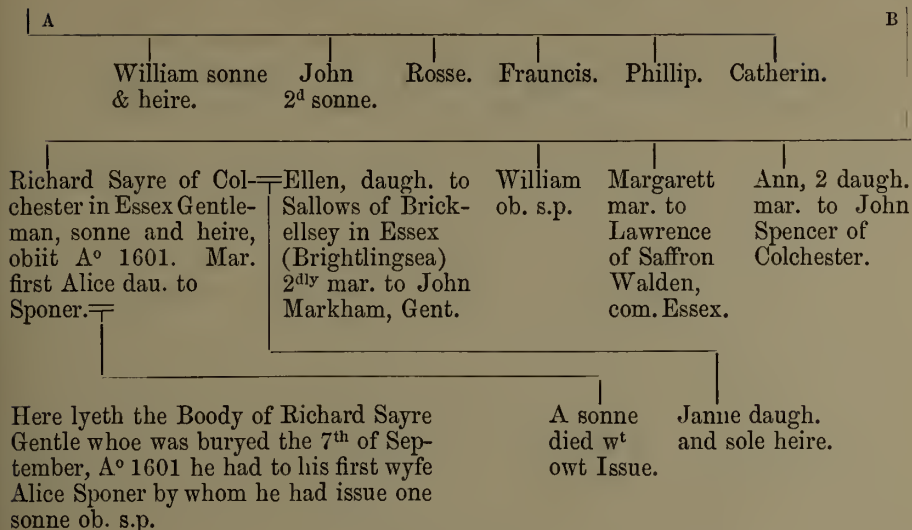 A B
William sonne
& heire.
John
2d sonne.
Rosse.
Frauncis.
Phillip.
Catherin.
Richard Sayre of Col-
chester in Essex Gentle-
man, sonne and heire,
obiit Ao 1601. Mar.
first Alice dau. to
Sponer.
Ellen, daugh. to
Sallows of Brick-
ellsey in Essex
(Brightlingsea)
2dly mar. to John
Markham, Gent.
William
ob. s.p.
Margarett
mar. to
Lawrence
of Saffron
Walden,
com. Essex.
Ann, 2 daugh.
mar. to John
Spencer of
Colchester.
A sonne
died wt
owt Issue.
Janne daugh.
and sole heire.
Here lyeth the Boody of Richard Sayre
Gentle whoe was buryed the 7th of Sep-
tember, Ao 1601 he had to his first wyfe
Alice Sponer by whom he had issue one
sonne ob. s.p.